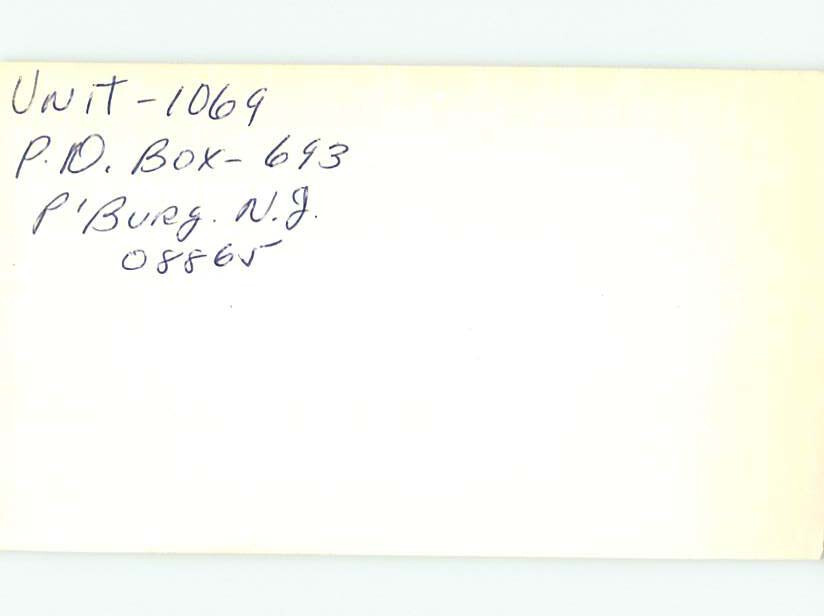 UNIT - 1069
P.O. BOX - 693
P'BURG. N.J.
08865